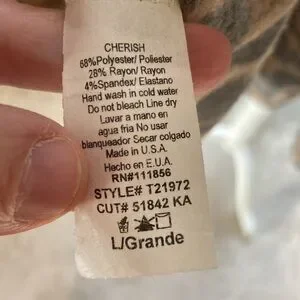 CHERISH
68%Polyester/ Poliester
28% Rayon/ Rayon
4%Spandex/ Elastano
Hand wash in cold water
Do not bleach Line dry
Lavar a mano en
agua fria No usar
blanqueador Secar colgado
Made in U.S.A.
Hecho en E.U.A.
RN#111856
STYLE# T21972
CUT# 51842 KA
L/Grande